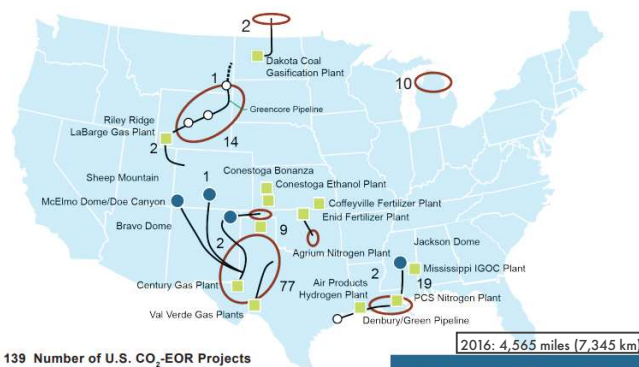 2
Dakota Coal
Gasification Plant
1
10
Greencore Pipeline
Riley Ridge
LaBarge Gas Plant
2
14
Sheep Mountain
1
Conestoga Bonanza
Conestoga Ethanol Plant
McElmo Dome/Doe Canyon
Coffeyville Fertilizer Plant
Enid Fertilizer Plant
Bravo Dome
2
9
Agrium Nitrogen Plant
Jackson Dome
2
Mississippi IGOC Plant
19
Century Gas Plant
77
Air Products
Hydrogen Plant
PCS Nitrogen Plant
Val Verde Gas Plants
Denbury/Green Pipeline
2016: 4,565 miles (7,345 km)
139 Number of U.S. CO₂-EOR Projects